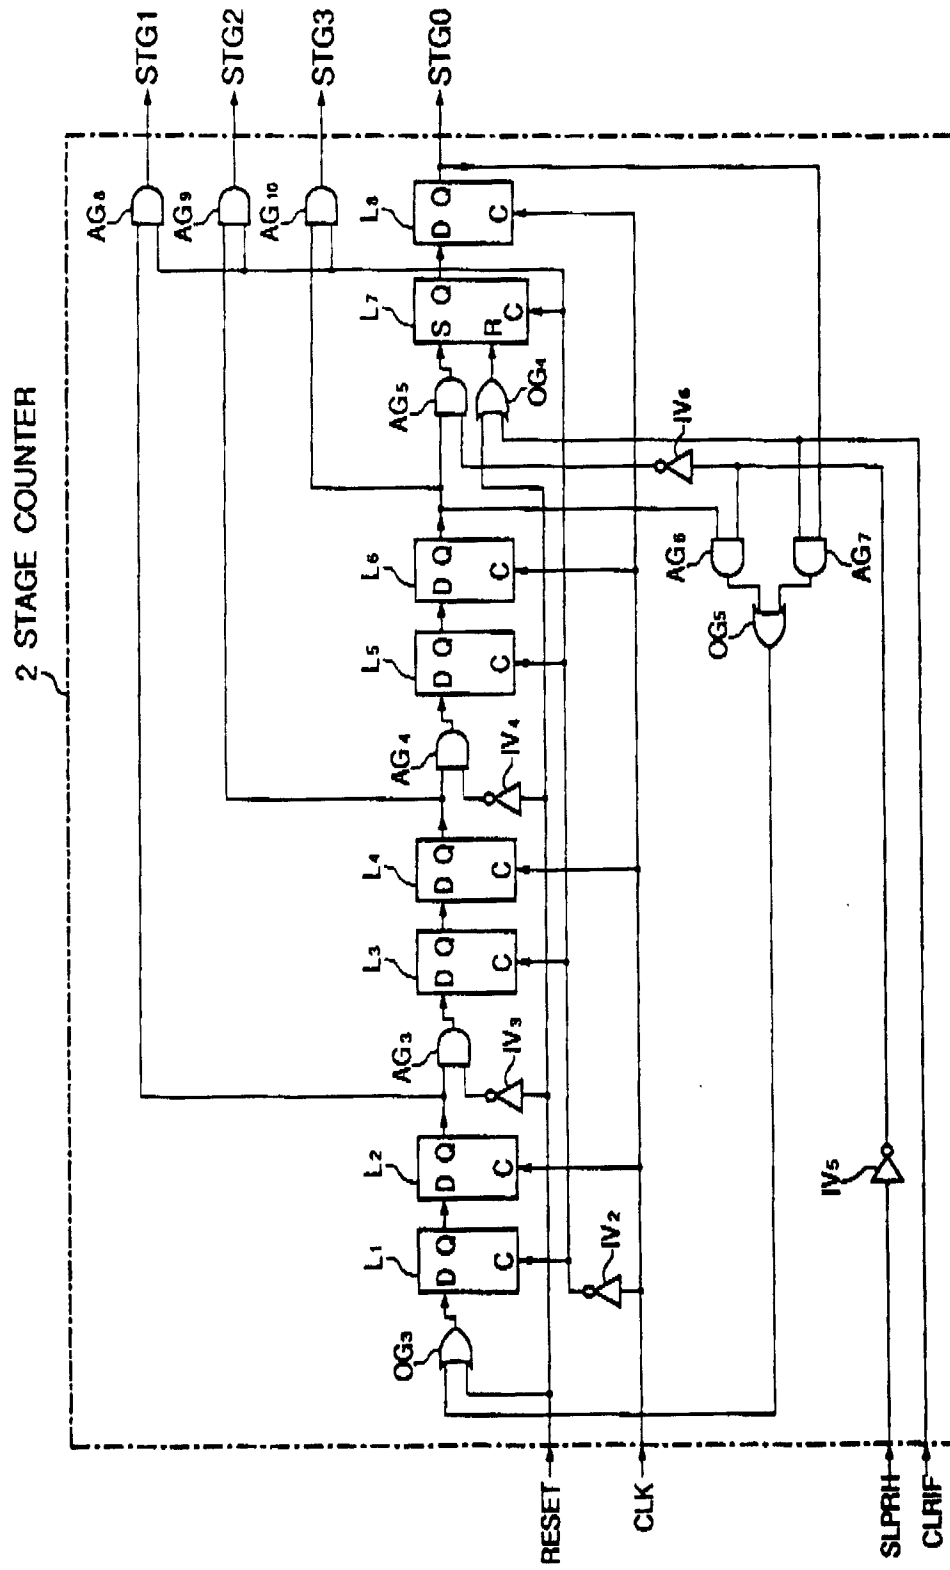 2 STAGE COUNTER
STG1
STG2
STG3
STG0
AG8
AG9
AG10
L8
D Q
C
L7
S Q
R
C
AG5
OG4
IV6
L6
D Q
C
AG6
AG7
OG5
L5
D Q
C
AG4
IV4
L4
D Q
C
L3
D Q
C
AG3
IV3
L2
D Q
C
IV5
L1
D Q
C
IV2
OG3
RESET
CLK
SLPRH
CLRIF